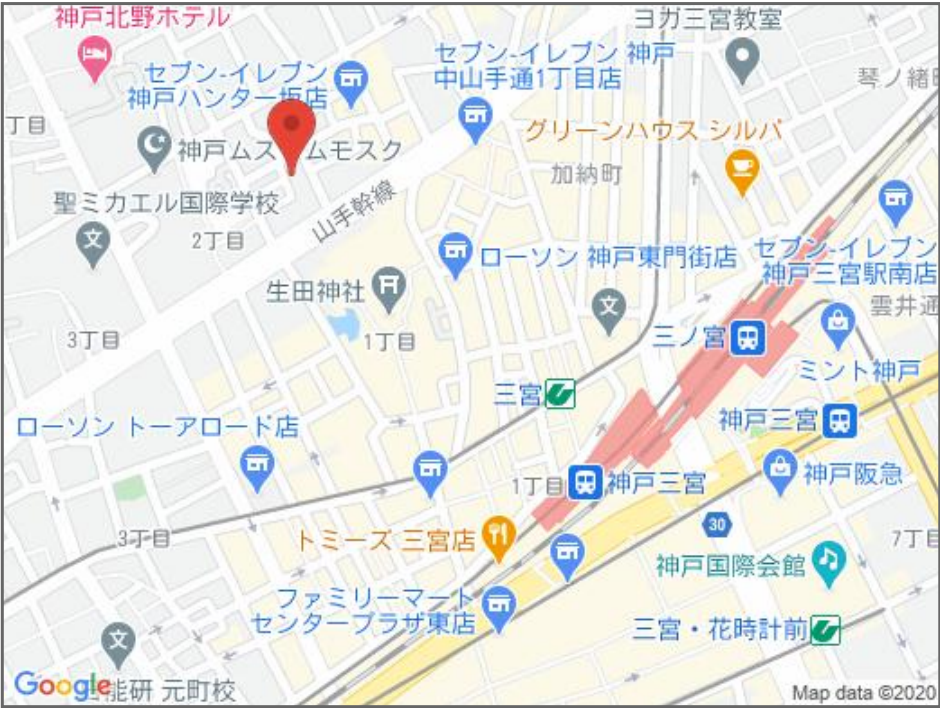 神戸北野ホテル
ヨガ三宮教室
セブン-イレブン
神戸ハンター坂店
セブン-イレブン 神戸
中山手通1丁目店
琴ノ緒
丁目
神戸ムス
ムモスク
グリーンハウス シルバ
加納町
聖ミカエル国際学校
2丁目
山手幹線
ローソン 神戸東門街店
セブン-イレブン
神戸三宮駅南店
生田神社
雲井通
3丁目
1丁目
三ノ宮
ミント神戸
三宮
神戸三宮
ローソン トーアロード店
1丁目
神戸三宮
神戸阪急
30
3丁目
トミーズ 三宮店
7丁目
神戸国際会館
ファミリーマート
センタープラザ東店
三宮・花時計前
Google
能研 元町校
Map data ©2020